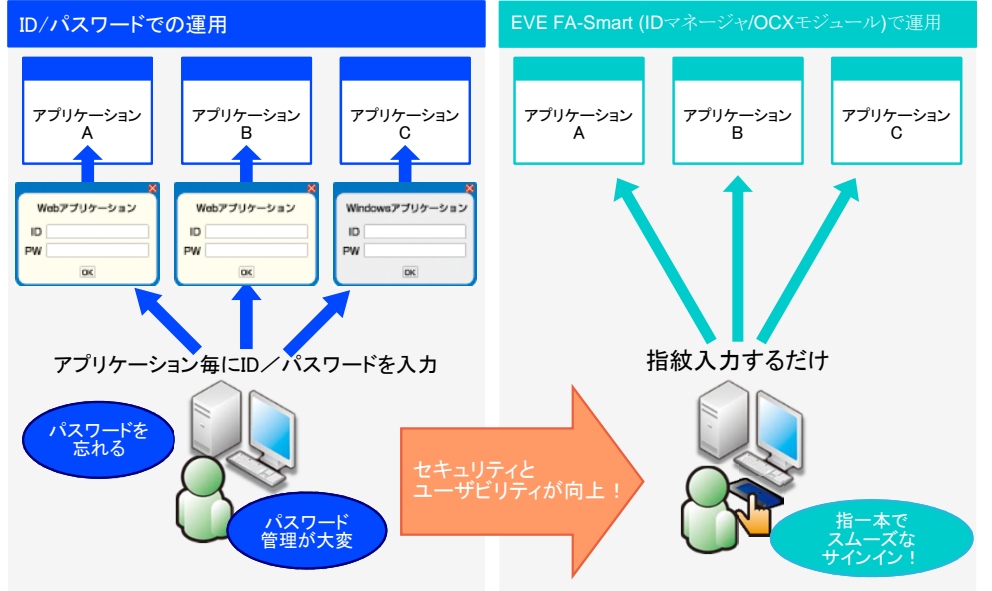 ID/パスワードでの運用
アプリケーション
A
アプリケーション
B
アプリケーション
C
Webアプリケーション
ID
PW
OK
Webアプリケーション
ID
PW
OK
Windowsアプリケーション
ID
PW
OK
アプリケーション毎にID／パスワードを入力
パスワードを
忘れる
パスワード
管理が大変
セキュリティと
ユーザビリティが向上！
EVE FA-Smart (IDマネージャ/OCXモジュール)で運用
アプリケーション
A
アプリケーション
B
アプリケーション
C
指紋入力するだけ
指一本で
スムーズな
サインイン！